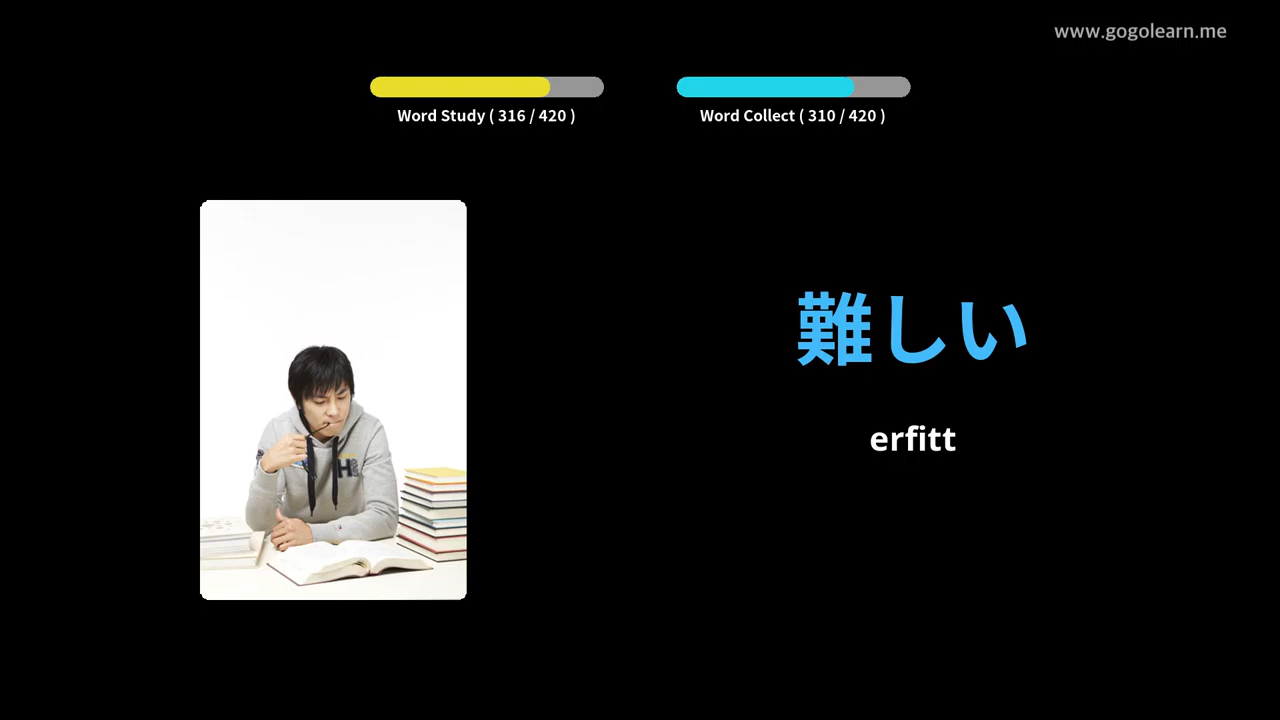 www.gogolearn.me
Word Study ( 316 / 420 )
Word Collect ( 310 / 420 )
難しい
erfitt
H